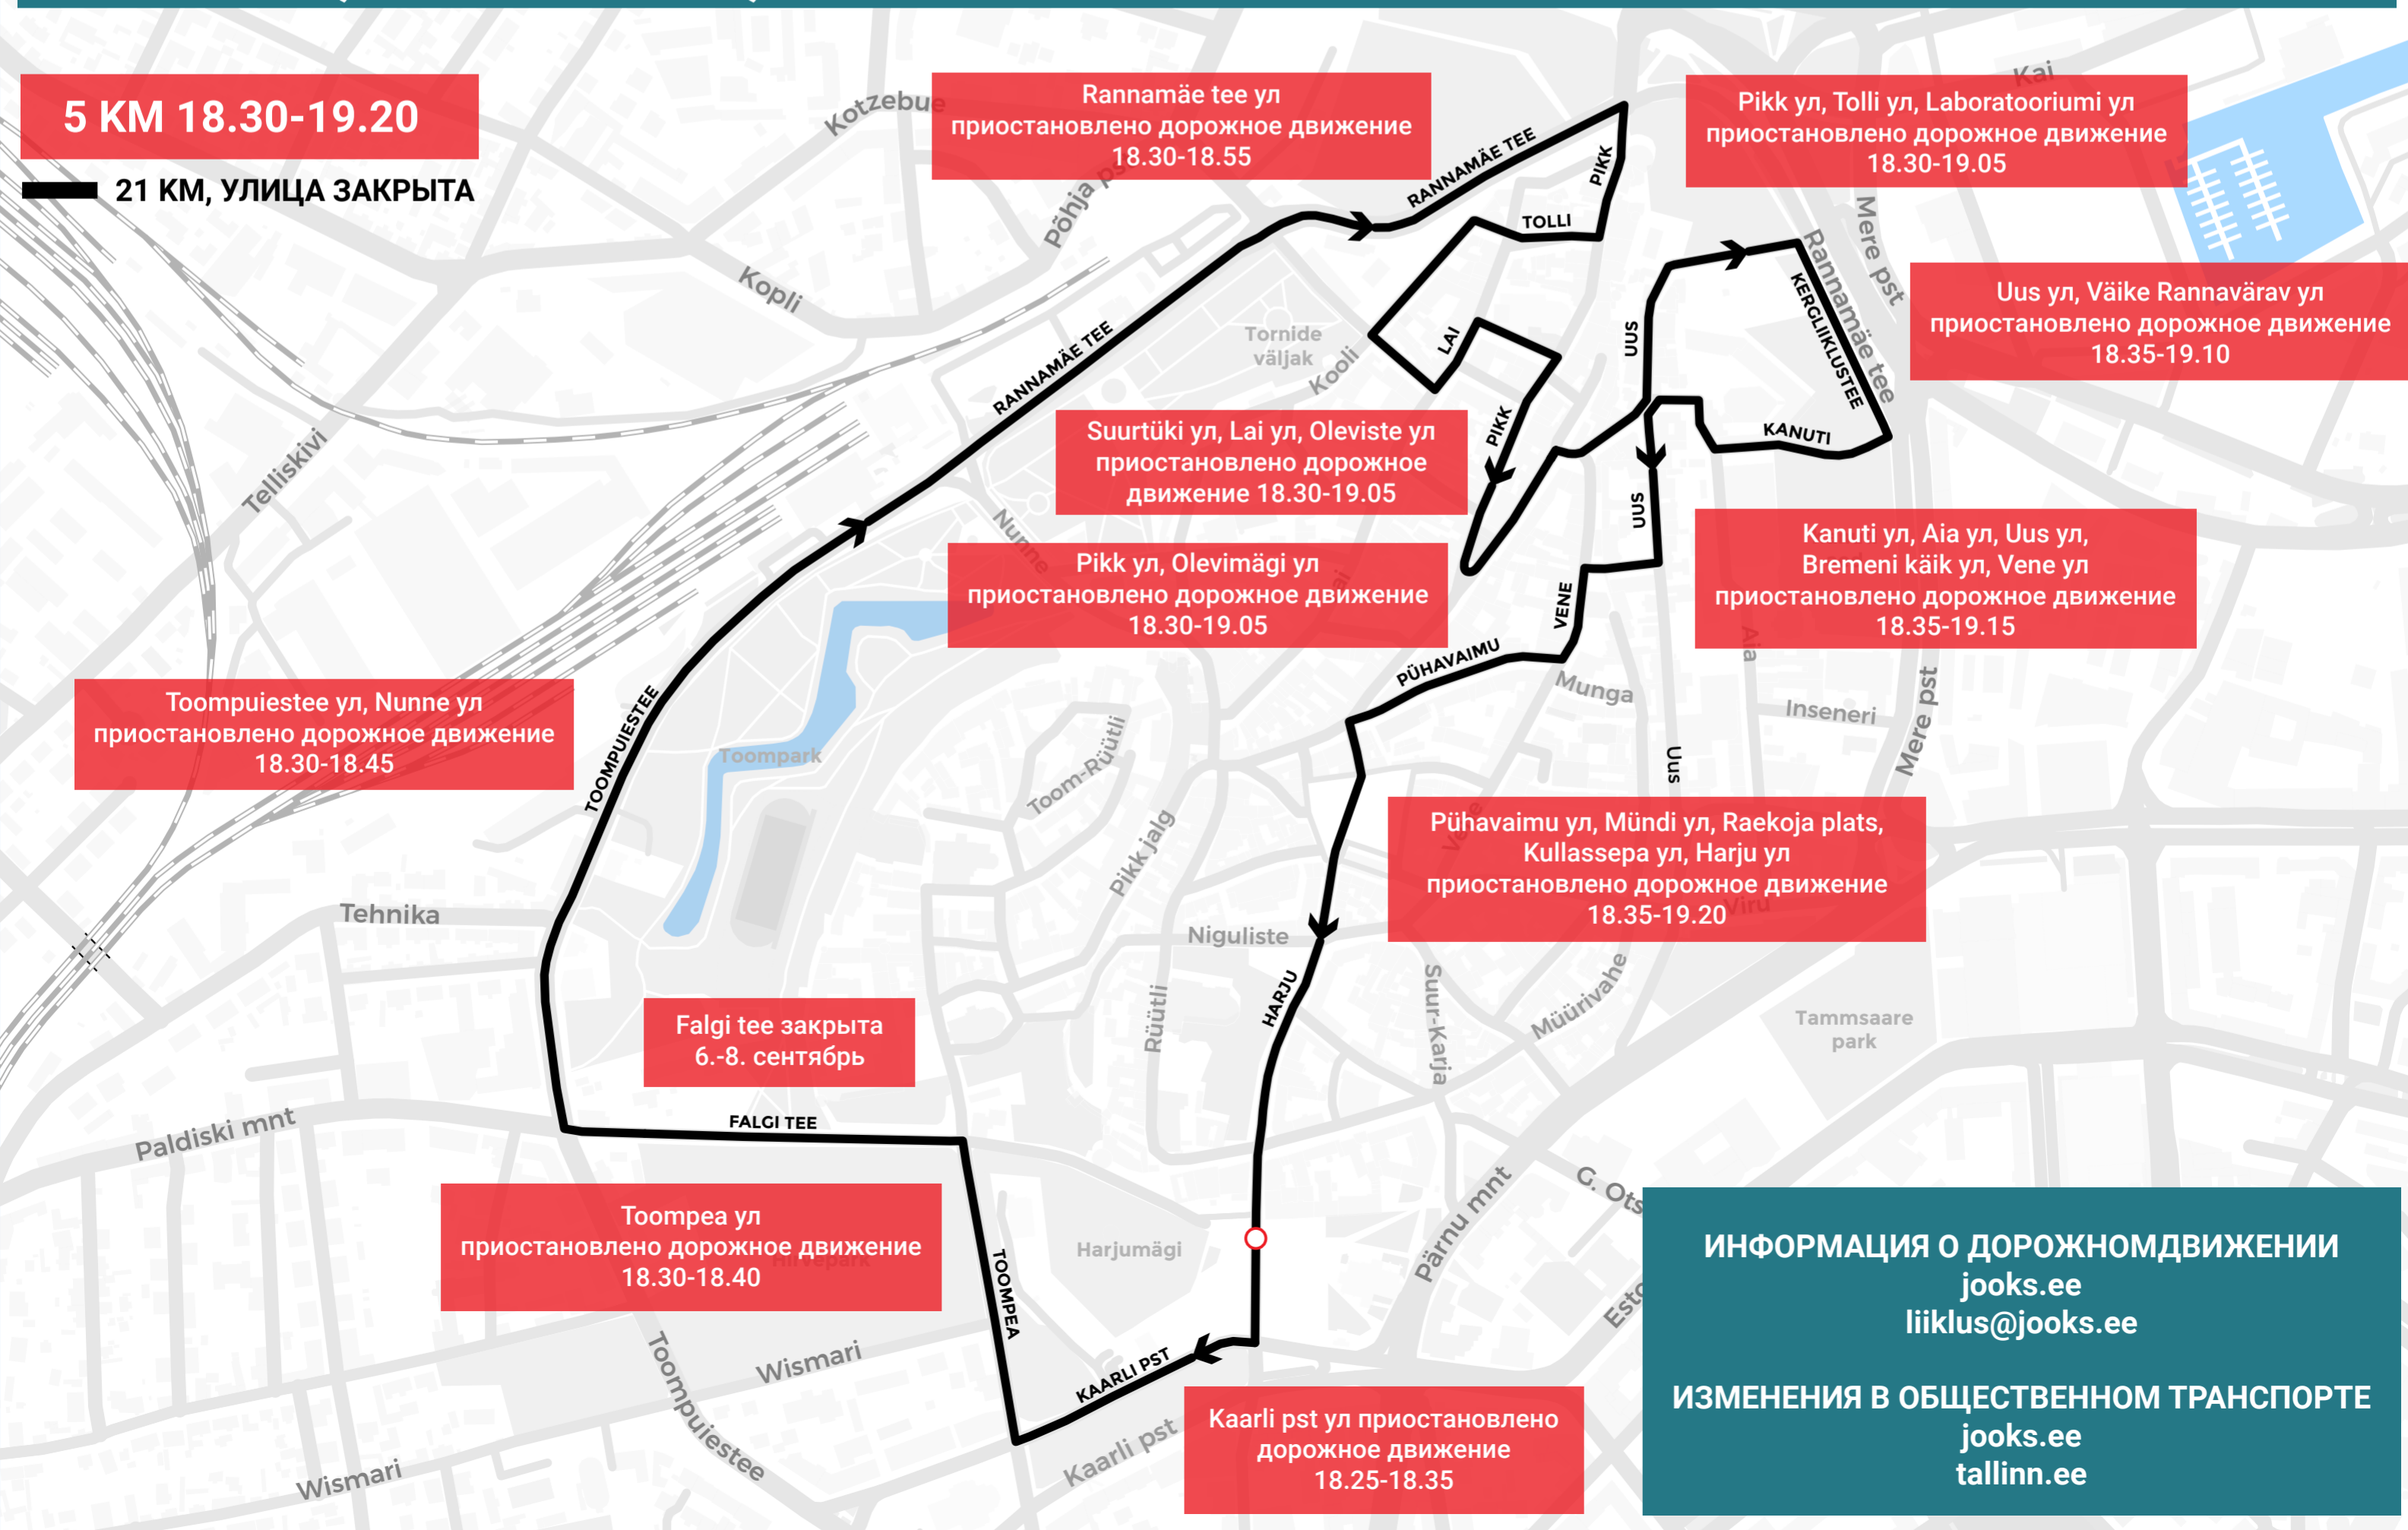 5 KM 18.30-19.20
21 KM, УЛИЦА ЗАКРЫТА
Rannamäe tee ул
приостановлено дорожное движение
18.30-18.55
Pikk ул, Tolli ул, Laboratooriumi ул
приостановлено дорожное движение
18.30-19.05
Kai
Kotzebue
Põhja
Kopli
RANNAMÄE TEE
PIKK
TOLLI
Mere pst
Rannamäe tee
Uus ул, Väike Rannavärav ул
приостановлено дорожное движение
18.35-19.10
KERGLIIKLUSTEE
Tornide
väljak
Kooli
LAI
UUS
RANNAMÄE TEE
PIKK
KANUTI
Telliskivi
Suurtüki ул, Lai ул, Oleviste ул
приостановлено дорожное
движение 18.30-19.05
Nunne
UUS
Pikk ул, Olevimägi ул
приостановлено дорожное движение
18.30-19.05
VENE
Kanuti ул, Aia ул, Uus ул,
Bremeni käik ул, Vene ул
приостановлено дорожное движение
18.35-19.15
Aia
PÜHAVAIMU
Munga
Inseneri
Mere pst
Uus
Toompuiestee ул, Nunne ул
приостановлено дорожное движение
18.30-18.45
TOOMPUIESTEE
Toompark
Toom-Rüütli
Pikk jalg
Pühavaimu ул, Mündi ул, Raekoja plats,
Kullassepa ул, Harju ул
приостановлено дорожное движение
18.35-19.20
Viru
Tehnika
Niguliste
HARJU
Rüütli
Suur-Karja
Müürivahe
Tammsaare
park
Falgi tee закрыта
6.-8. сентябрь
FALGI TEE
Paldiski mnt
Toompea ул
приостановлено дорожное движение
18.30-18.40
Hirvepark
TOOMPEA
Harjumägi
Pärnu mnt
G. Ots
Esto
KAARLI PST
Kaarli pst
Wismari
Toompuiestee
Wismari
Kaarli pst ул приостановлено
дорожное движение
18.25-18.35
ИНФОРМАЦИЯ О ДОРОЖНОМДВИЖЕНИИ
jooks.ee
liiklus@jooks.ee
ИЗМЕНЕНИЯ В ОБЩЕСТВЕННОМ ТРАНСПОРТЕ
jooks.ee
tallinn.ee